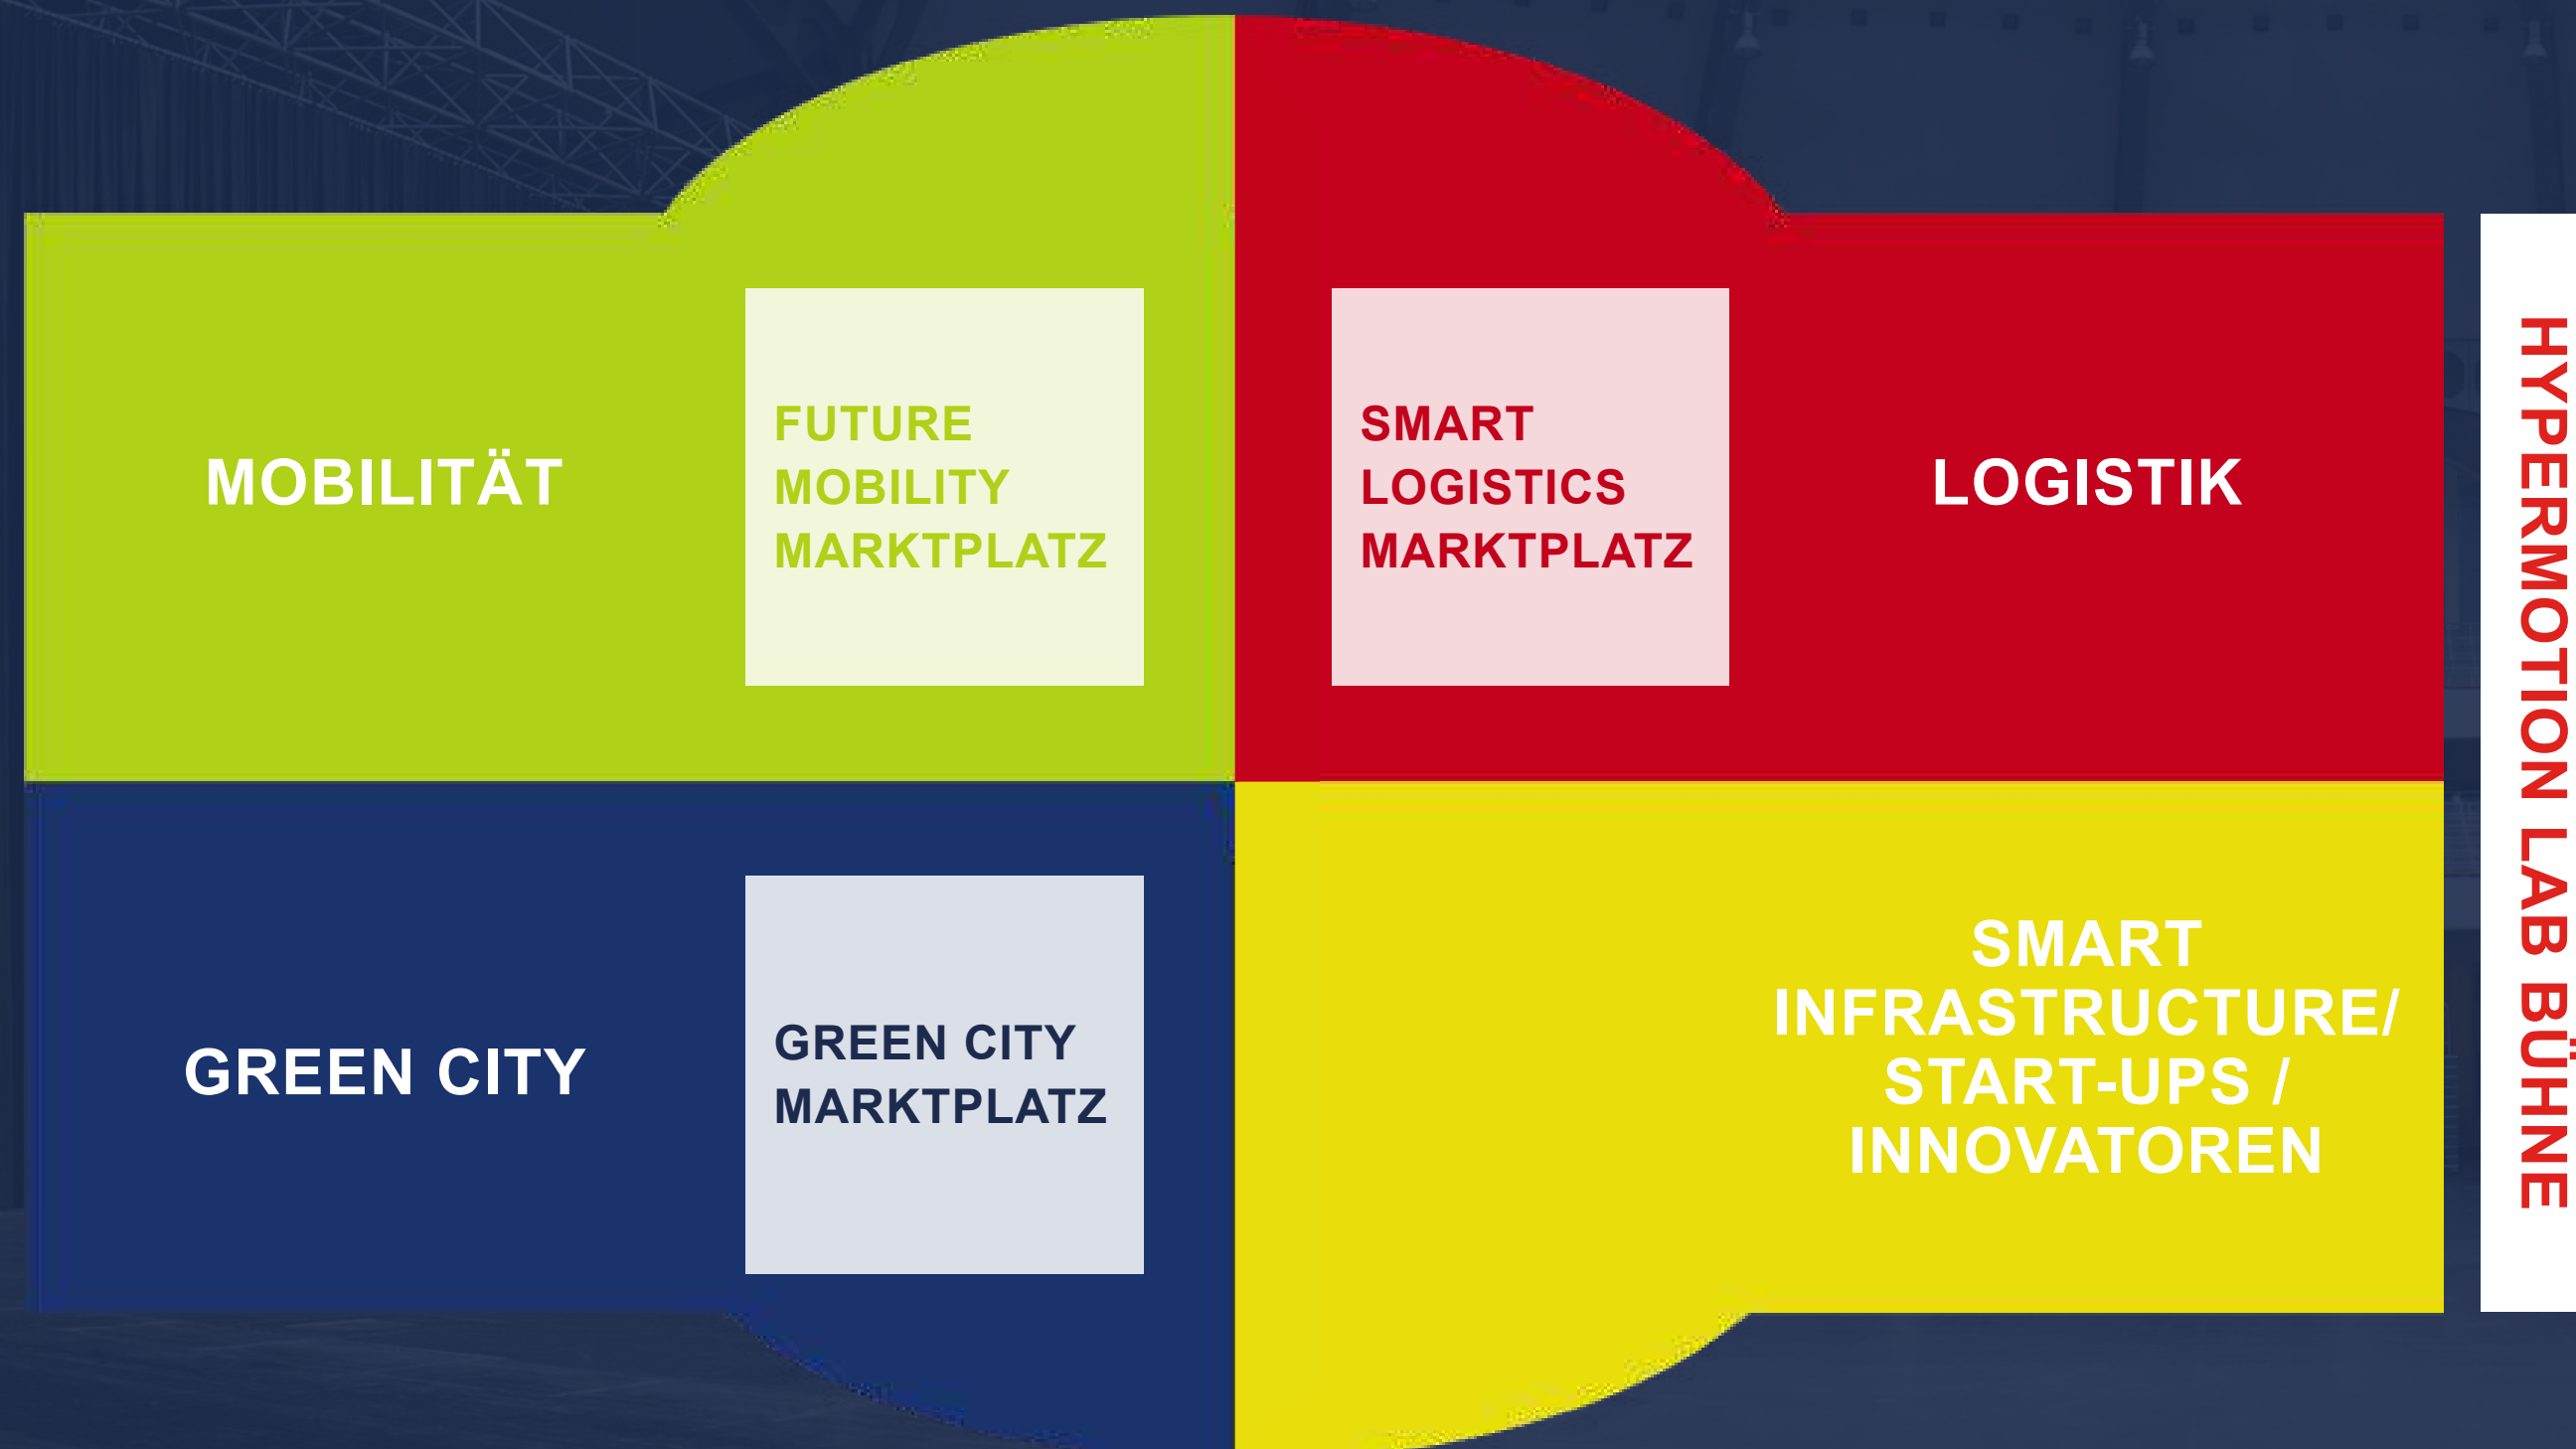 MOBILITÄT
FUTURE
MOBILITY
MARKTPLATZ
SMART
LOGISTICS
MARKTPLATZ
LOGISTIK
GREEN CITY
GREEN CITY
MARKTPLATZ
SMART
INFRASTRUCTURE/
START-UPS /
INNOVATOREN
HYPERMOTION LAB BÜHNE